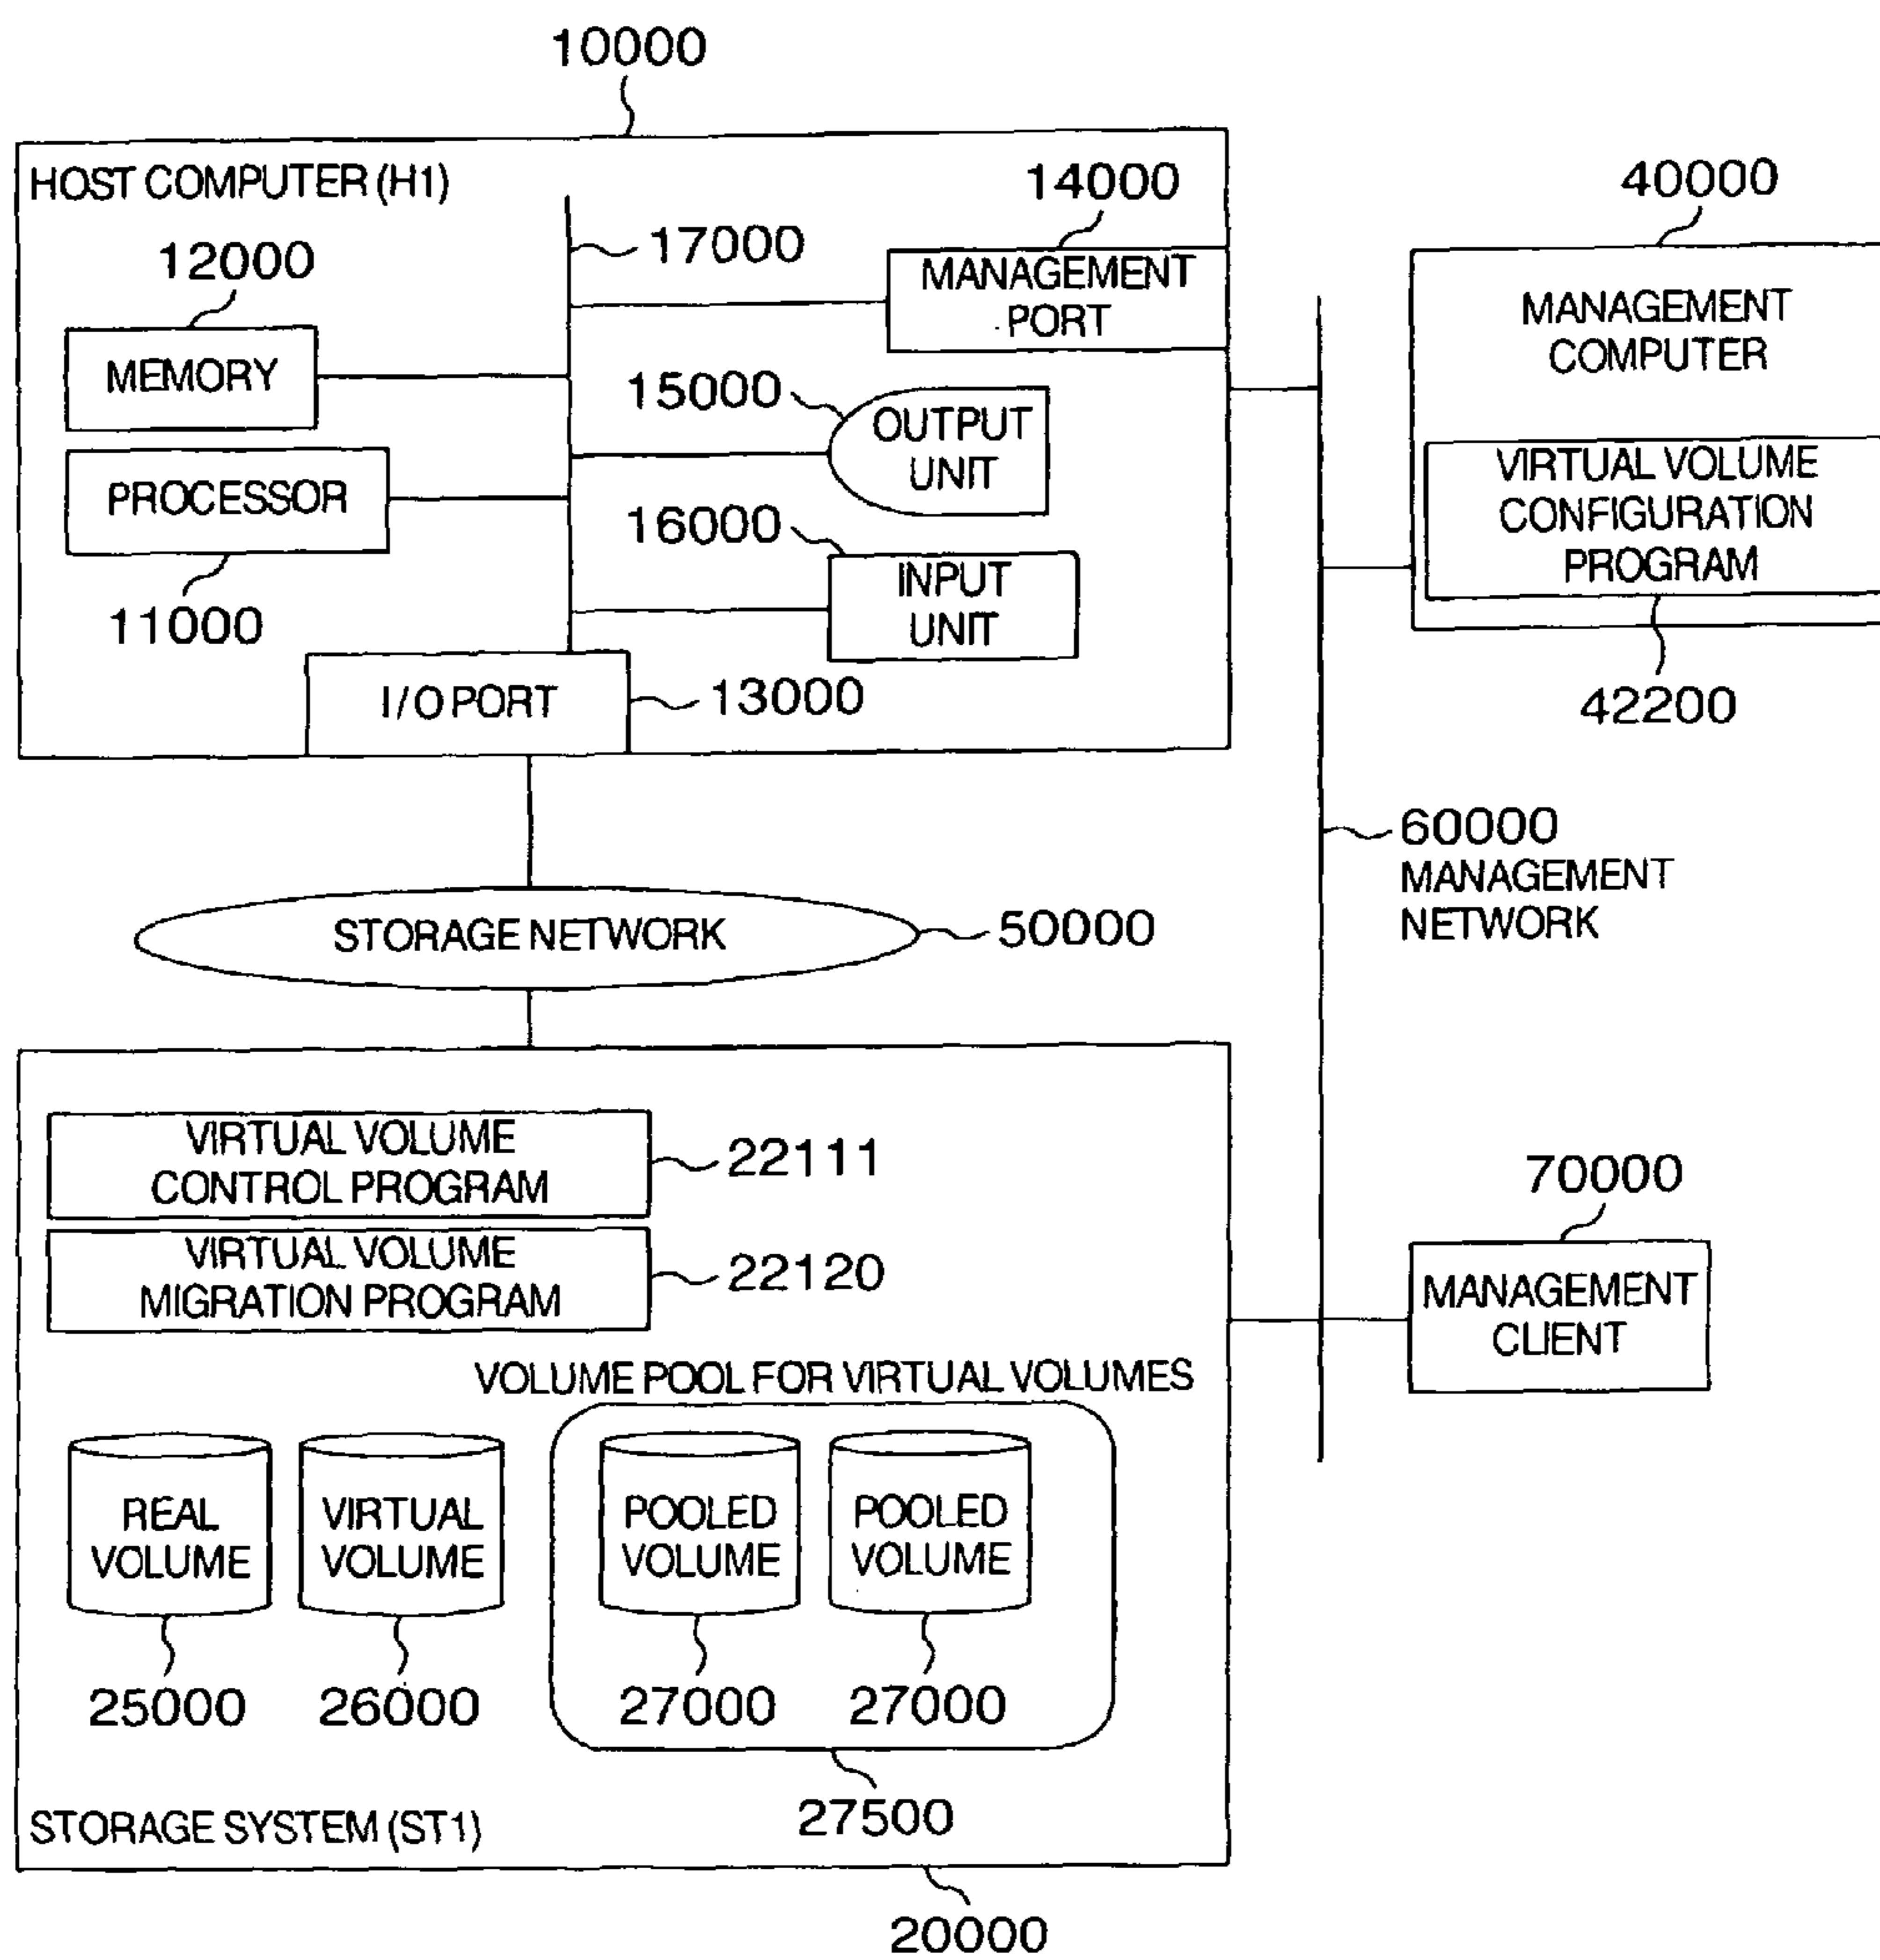 10000
HOST COMPUTER (H1)
14000
40000
17000
12000
MANAGEMENT
PORT
MANAGEMENT
COMPUTER
MEMORY
15000
OUTPUT
UNIT
PROCESSOR
VIRTUAL VOLUME
CONFIGURATION
PROGRAM
16000
INPUT
UNIT
11000
I/O PORT
13000
42200
60000
MANAGEMENT
NETWORK
STORAGE NETWORK
50000
VIRTUAL VOLUME
CONTROL PROGRAM
22111
70000
VIRTUAL VOLUME
MIGRATION PROGRAM
22120
MANAGEMENT
CLIENT
VOLUME POOL FOR VIRTUAL VOLUMES
REAL
VOLUME
VIRTUAL
VOLUME
POOLED
VOLUME
POOLED
VOLUME
25000
26000
27000
27000
27500
STORAGE SYSTEM (ST1)
20000